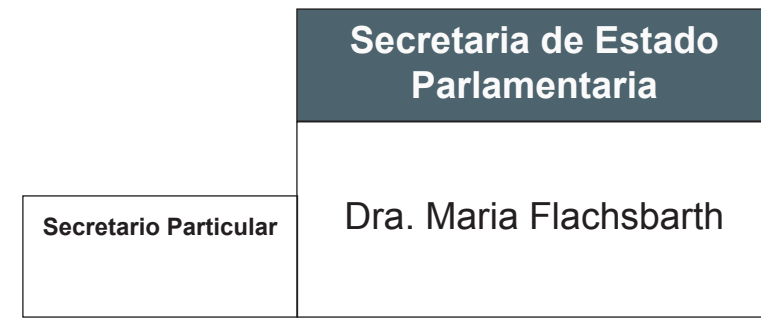 Secretaria de Estado
Parlamentaria
Dra. Maria Flachsbarth
Secretario Particular